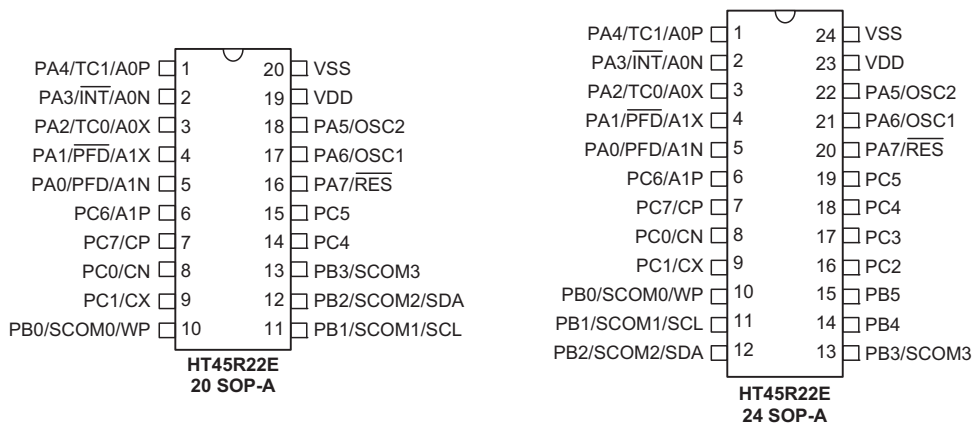 PA4/TC1/A0P 1 20 VSS
PA3/INT/A0N 2 19 VDD
PA2/TC0/A0X 3 18 PA5/OSC2
PA1/PFD/A1X 4 17 PA6/OSC1
PA0/PFD/A1N 5 16 PA7/RES
PC6/A1P 6 15 PC5
PC7/CP 7 14 PC4
PC0/CN 8 13 PB3/SCOM3
PC1/CX 9 12 PB2/SCOM2/SDA
PB0/SCOM0/WP 10 11 PB1/SCOM1/SCL
HT45R22E
20 SOP-A
PA4/TC1/A0P 1 24 VSS
PA3/INT/A0N 2 23 VDD
PA2/TC0/A0X 3 22 PA5/OSC2
PA1/PFD/A1X 4 21 PA6/OSC1
PA0/PFD/A1N 5 20 PA7/RES
PC6/A1P 6 19 PC5
PC7/CP 7 18 PC4
PC0/CN 8 17 PC3
PC1/CX 9 16 PC2
PB0/SCOM0/WP 10 15 PB5
PB1/SCOM1/SCL 11 14 PB4
PB2/SCOM2/SDA 12 13 PB3/SCOM3
HT45R22E
24 SOP-A